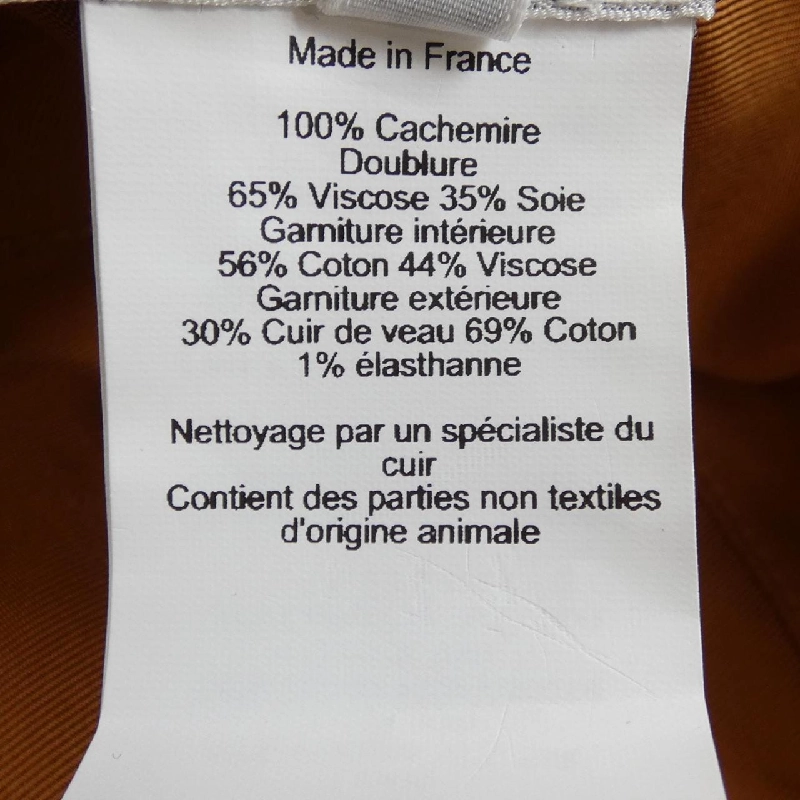 Made in France
100% Cachemire
Doublure
65% Viscose 35% Soie
Garniture intérieure
56% Coton 44% Viscose
Garniture extérieure
30% Cuir de veau 69% Coton
1% élasthanne
Nettoyage par un spécialiste du
cuir
Contient des parties non textiles
d'origine animale